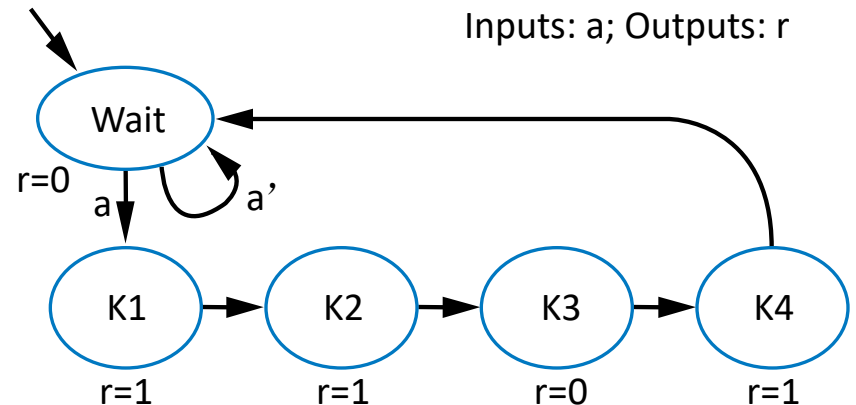 Inputs: a; Outputs: r
Wait
r=0
a
a’
K1
K2
K3
K4
r=1
r=1
r=0
r=1